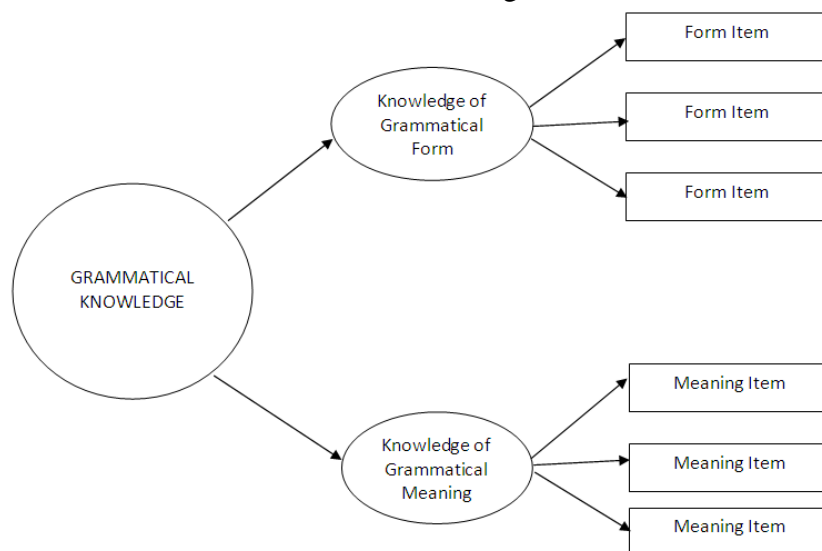 Form Item
Knowledge of
Grammatical
Form
Form Item
Form Item
GRAMMATICAL
KNOWLEDGE
Meaning Item
Knowledge of
Grammatical
Meaning
Meaning Item
Meaning Item